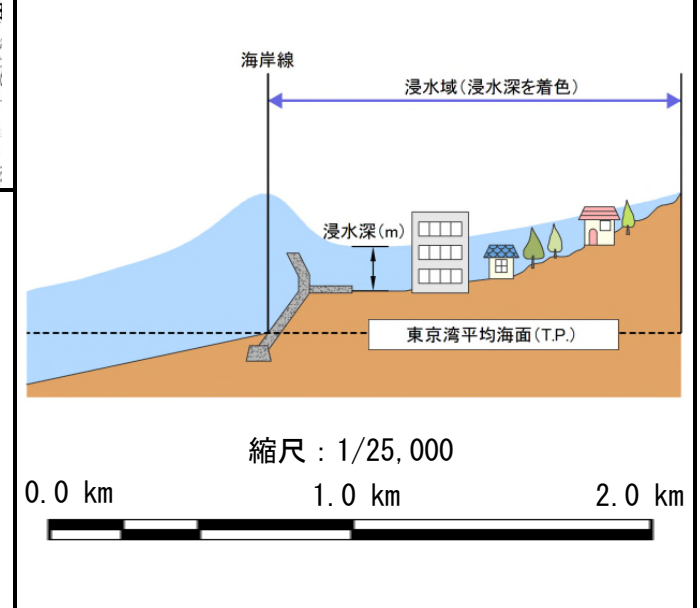 海岸線
浸水域(浸水深を着色)
浸水深(m)
東京湾平均海面(T.P.)
縮尺：1/25,000
0.0 km 1.0 km 2.0 km